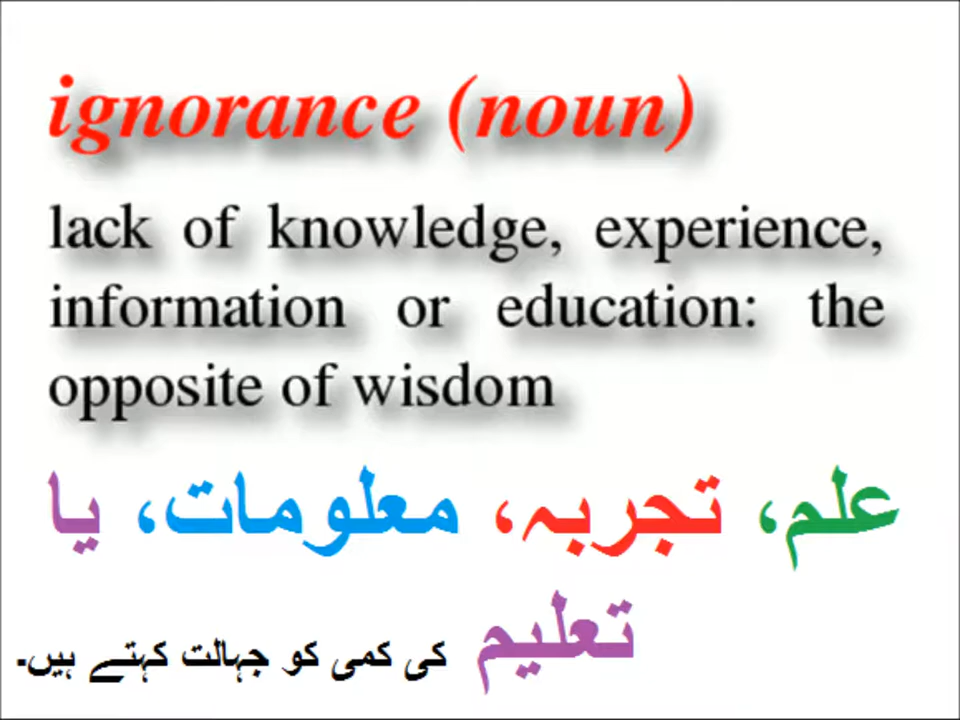 ignorance (noun)
lack of knowledge, experience,
information or education: the
opposite of wisdom
علم، تجربہ، معلومات، یا
تعلیم کی کمی کو جہالت کہتے ہیں۔